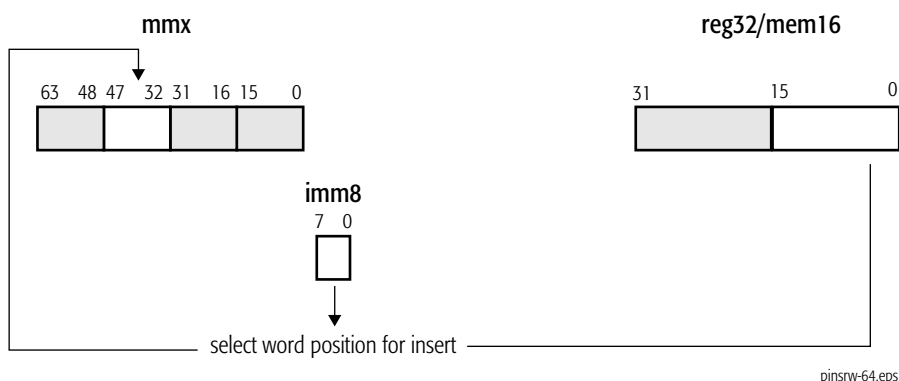 mmx reg32/mem16
63 48 47 32 31 16 15 0 31 15 0
imm8
7 0
select word position for insert
pinsrw-64.eps